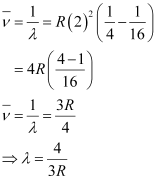 ν̅ = 1/λ = R(2)²(1/4 − 1/16)
= 4R((4−1)/16)
ν̅ = 1/λ = 3R/4
⇒ λ = 4/3R